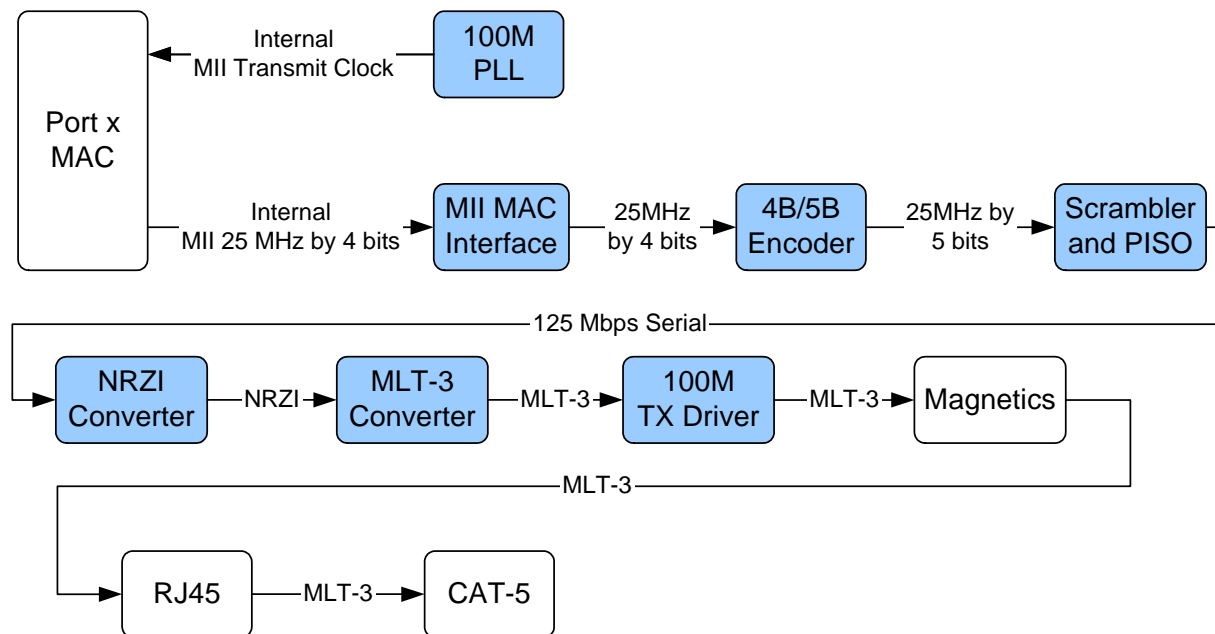 Internal
MII Transmit Clock
100M
PLL
Port x
MAC
Internal
MII 25 MHz by 4 bits
MII MAC
Interface
25MHz
by 4 bits
4B/5B
Encoder
25MHz by
5 bits
Scrambler
and PISO
125 Mbps Serial
NRZI
Converter
NRZI
MLT-3
Converter
MLT-3
100M
TX Driver
MLT-3
Magnetics
MLT-3
RJ45
MLT-3
CAT-5